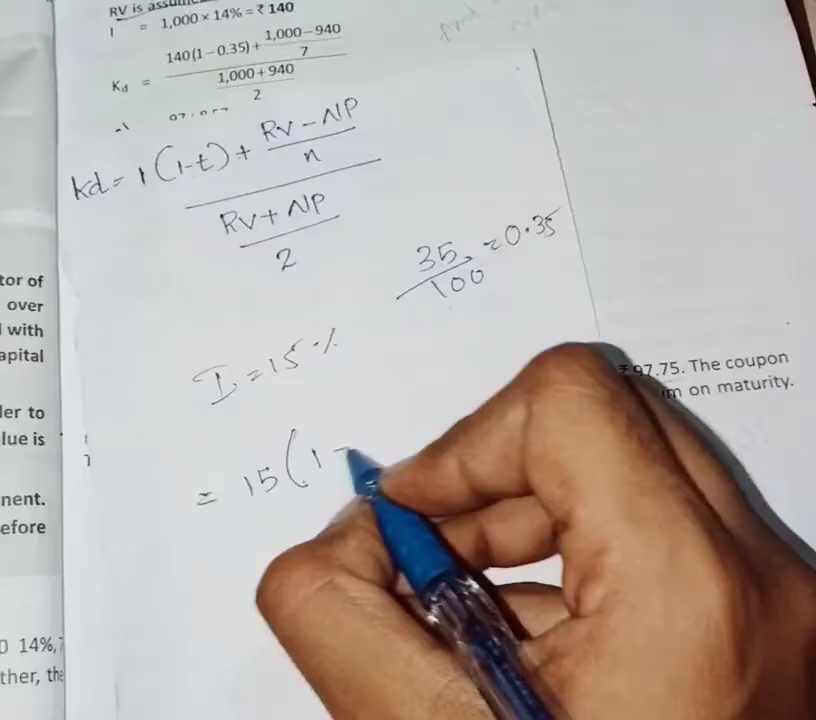 RV is
I = 1,000 × 14% = ₹ 140
Kd = (140(1−0.35) + (1,000−940)/7) / ((1,000+940)/2)
kd = I (1-t) + (RV - NP)/n
(RV + NP)/2
35/100 = 0.35
I = 15 %
= 15 ( 1 -
tor of
over
with
apital
ler to
lue is
nent.
efore
0 14%,
ther, the
₹ 97.75. The coupon
on maturity.